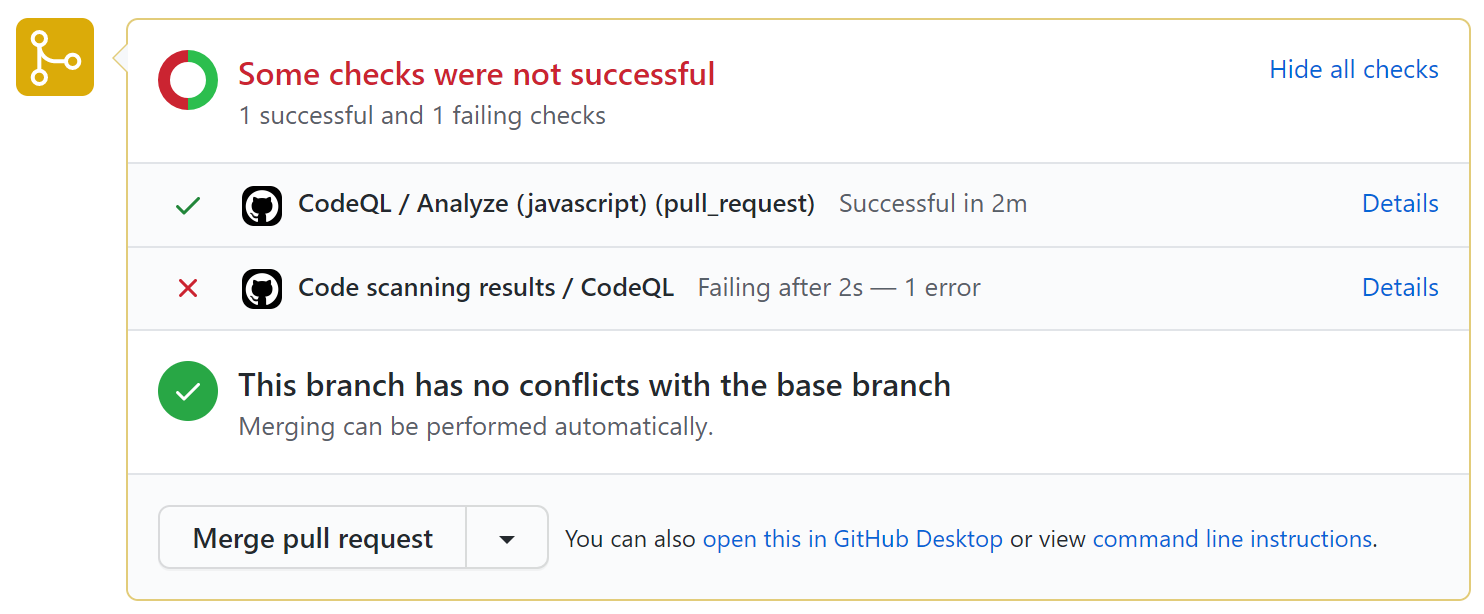 Some checks were not successful
Hide all checks
1 successful and 1 failing checks
CodeQL / Analyze (javascript) (pull_request) Successful in 2m Details
Code scanning results / CodeQL Failing after 2s — 1 error Details
This branch has no conflicts with the base branch
Merging can be performed automatically.
Merge pull request You can also open this in GitHub Desktop or view command line instructions.